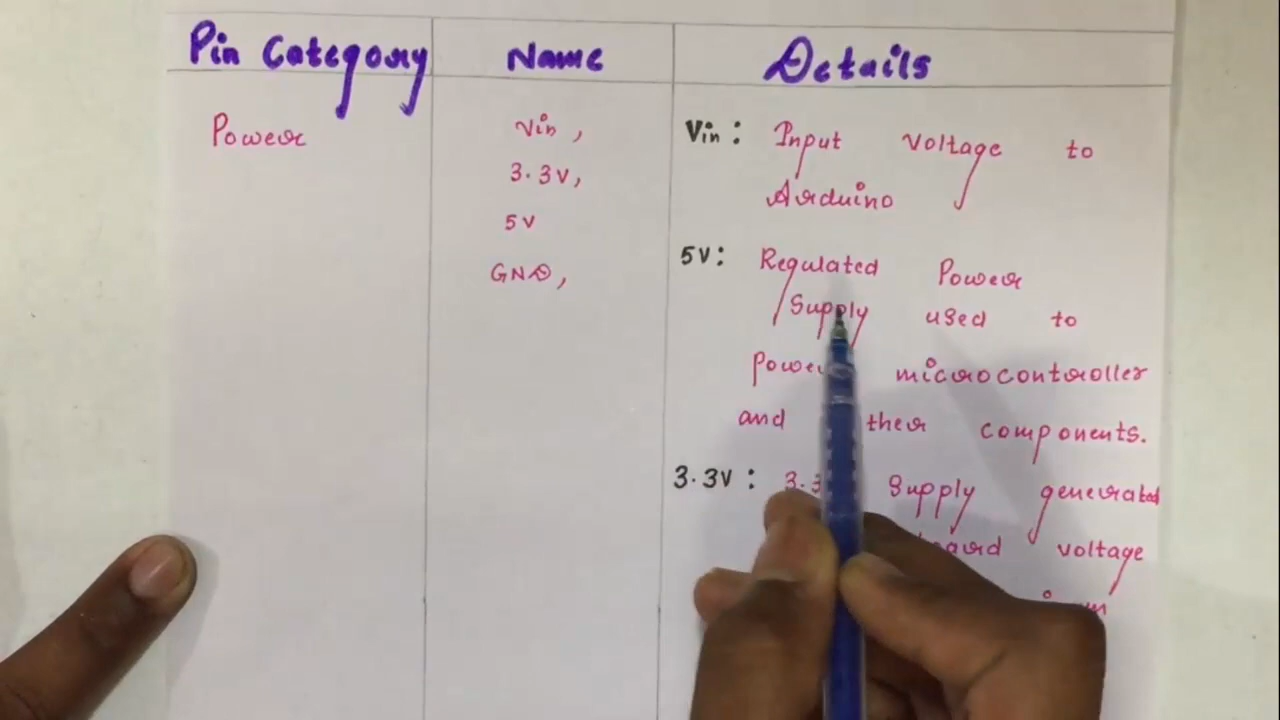 Pin Category Name Details
Power
Vin,
3.3V,
5V
GND,
Vin: Input voltage to
Arduino
5V: Regulated Power
Supply used to
microcontroller
and components.
3.3V: Supply generated
voltage